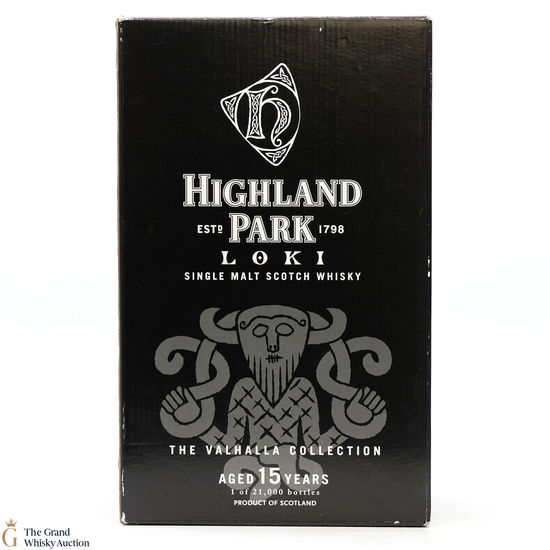 h
HIGHLAND
ESTD PARK 1798
LOKI
SINGLE MALT SCOTCH WHISKY
THE VALHALLA COLLECTION
AGED 15 YEARS
1 of 21,000 bottles
PRODUCT OF SCOTLAND
G
The Grand
Whisky Auction